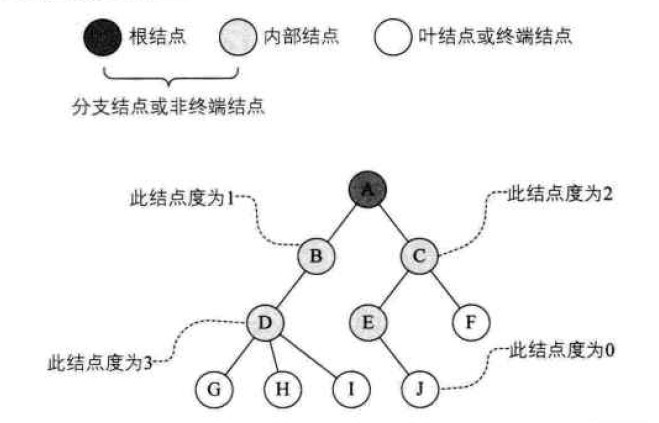 根结点 内部结点 叶结点或终端结点
分支结点或非终端结点
A
此结点度为1 此结点度为2
B C
D E F
此结点度为3 此结点度为0
G H I J